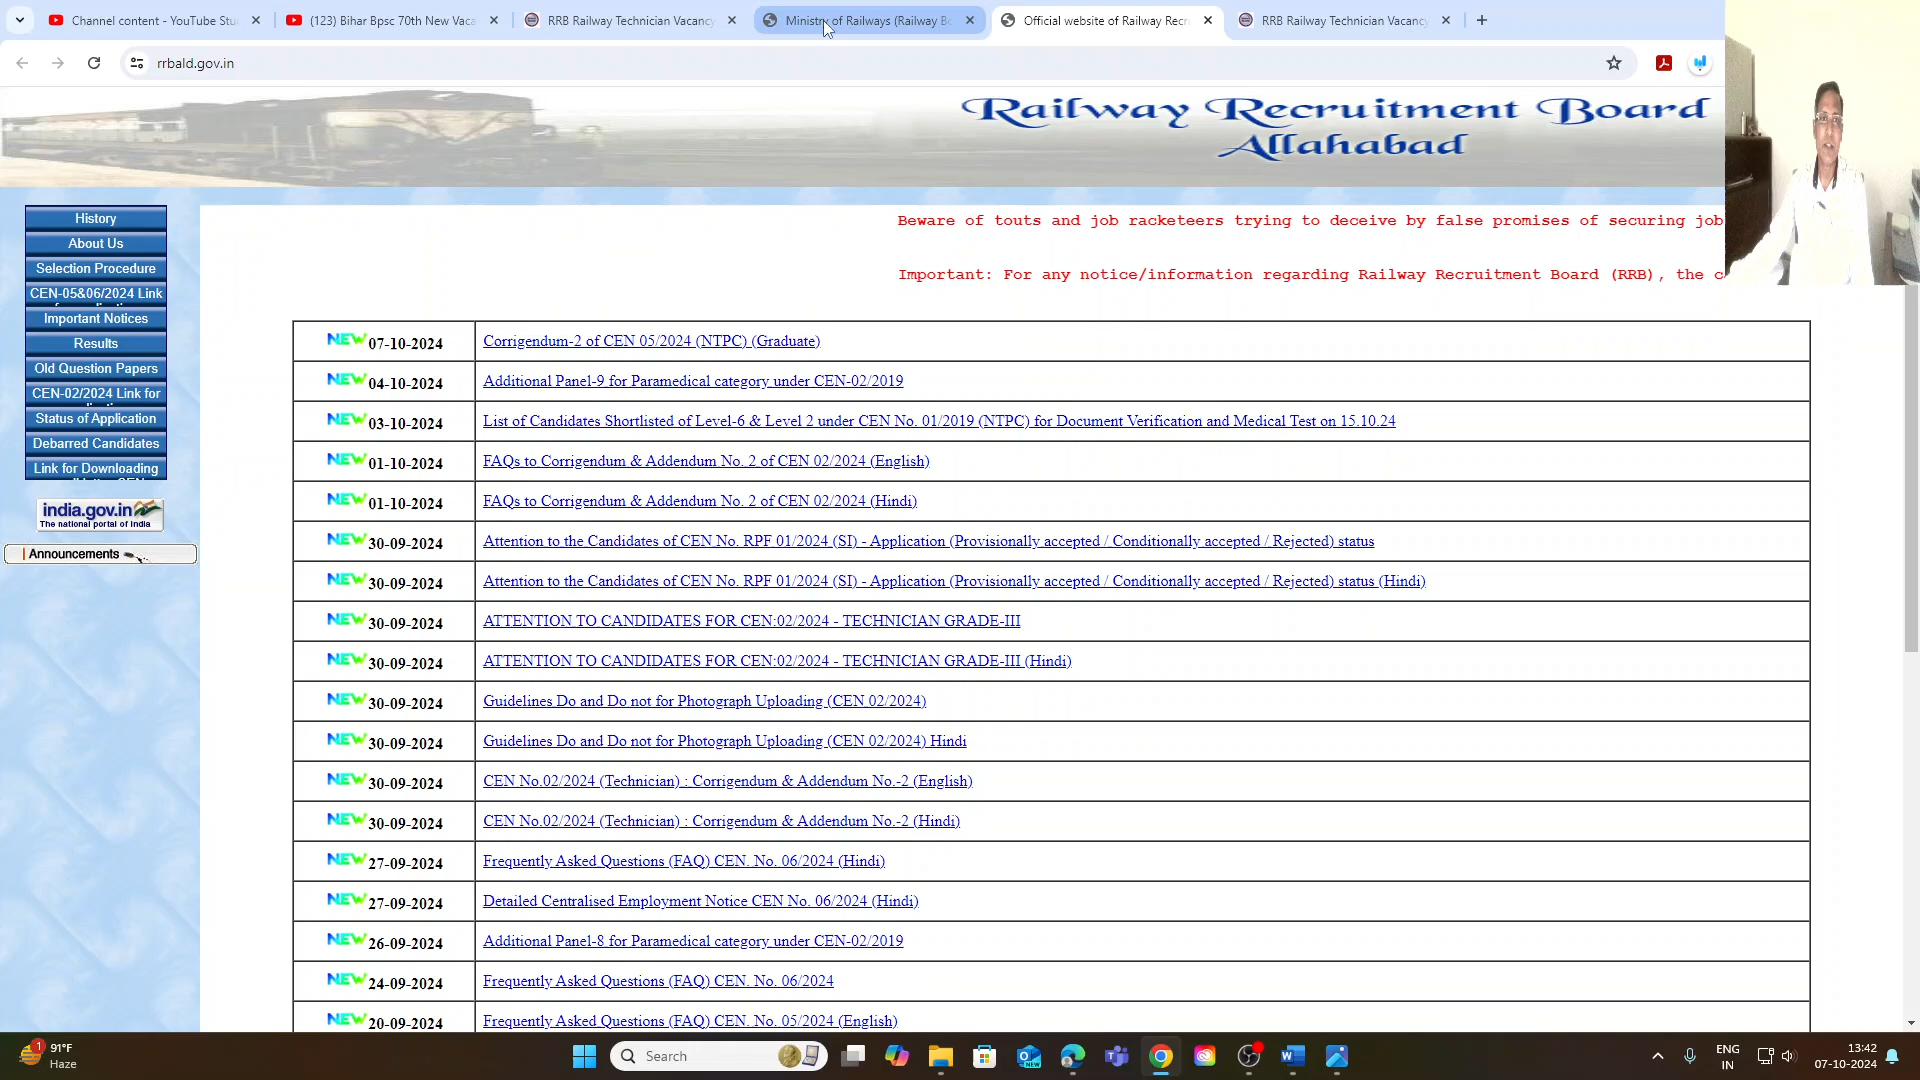 Channel content - YouTube Stu
(123) Bihar Bpsc 70th New Vaca
RRB Railway Technician Vacancy
Ministry of Railways (Railway Bo
Official website of Railway Recru
RRB Railway Technician Vacancy
rrbald.gov.in
Railway Recruitment Board
Allahabad
Beware of touts and job racketeers trying to deceive by false promises of securing job
Important: For any notice/information regarding Railway Recruitment Board (RRB), the c
History
About Us
Selection Procedure
CEN-05&06/2024 Link
Important Notices
Results
Old Question Papers
CEN-02/2024 Link for
Status of Application
Debarred Candidates
Link for Downloading
india.gov.in
The national portal of India
Announcements
NEW 07-10-2024 Corrigendum-2 of CEN 05/2024 (NTPC) (Graduate)
NEW 04-10-2024 Additional Panel-9 for Paramedical category under CEN-02/2019
NEW 03-10-2024 List of Candidates Shortlisted of Level-6 & Level 2 under CEN No. 01/2019 (NTPC) for Document Verification and Medical Test on 15.10.24
NEW 01-10-2024 FAQs to Corrigendum & Addendum No. 2 of CEN 02/2024 (English)
NEW 01-10-2024 FAQs to Corrigendum & Addendum No. 2 of CEN 02/2024 (Hindi)
NEW 30-09-2024 Attention to the Candidates of CEN No. RPF 01/2024 (SI) - Application (Provisionally accepted / Conditionally accepted / Rejected) status
NEW 30-09-2024 Attention to the Candidates of CEN No. RPF 01/2024 (SI) - Application (Provisionally accepted / Conditionally accepted / Rejected) status (Hindi)
NEW 30-09-2024 ATTENTION TO CANDIDATES FOR CEN:02/2024 - TECHNICIAN GRADE-III
NEW 30-09-2024 ATTENTION TO CANDIDATES FOR CEN:02/2024 - TECHNICIAN GRADE-III (Hindi)
NEW 30-09-2024 Guidelines Do and Do not for Photograph Uploading (CEN 02/2024)
NEW 30-09-2024 Guidelines Do and Do not for Photograph Uploading (CEN 02/2024) Hindi
NEW 30-09-2024 CEN No.02/2024 (Technician) : Corrigendum & Addendum No.-2 (English)
NEW 30-09-2024 CEN No.02/2024 (Technician) : Corrigendum & Addendum No.-2 (Hindi)
NEW 27-09-2024 Frequently Asked Questions (FAQ) CEN. No. 06/2024 (Hindi)
NEW 27-09-2024 Detailed Centralised Employment Notice CEN No. 06/2024 (Hindi)
NEW 26-09-2024 Additional Panel-8 for Paramedical category under CEN-02/2019
NEW 24-09-2024 Frequently Asked Questions (FAQ) CEN. No. 06/2024
NEW 20-09-2024 Frequently Asked Questions (FAQ) CEN. No. 05/2024 (English)
1
91°F
Haze
Search
ENG
IN
13:42
07-10-2024